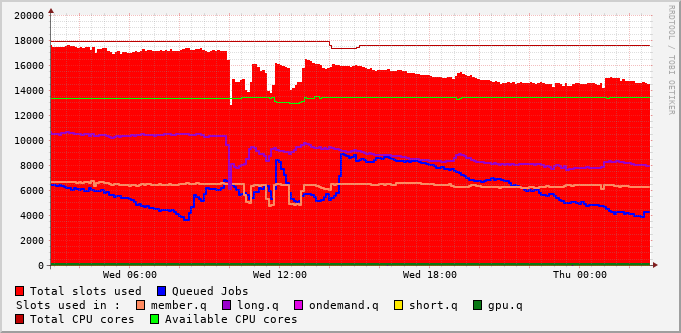 20000
18000
16000
14000
12000
10000
8000
6000
4000
2000
0
Wed 06:00 Wed 12:00 Wed 18:00 Thu 00:00
Total slots used Queued Jobs
Slots used in : member.q long.q ondemand.q short.q gpu.q
Total CPU cores Available CPU cores
RRDTOOL / TOBI OETIKER